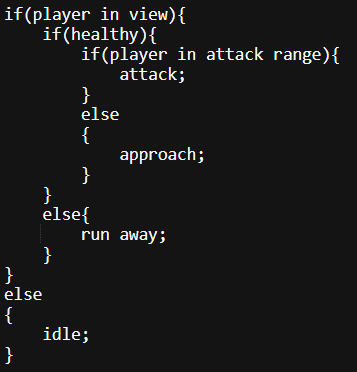 if(player in view){
    if(healthy){
        if(player in attack range){
            attack;
        }
        else
        {
            approach;
        }
    }
    else{
        run away;
    }
}
else
{
    idle;
}